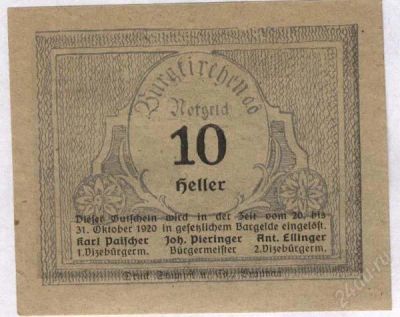 Burgkirchen
Notgeld
10
Heller
Dieser Gutschein wird in der Zeit vom 20. bis
31. Oktober 1920 in gesetzlichem Bargelde eingelöst.
Karl Paischer Joh. Pieringer Ant. Ellinger
1.Vizebürgerm. Bürgermeister 2.Vizebürgerm.
Druck